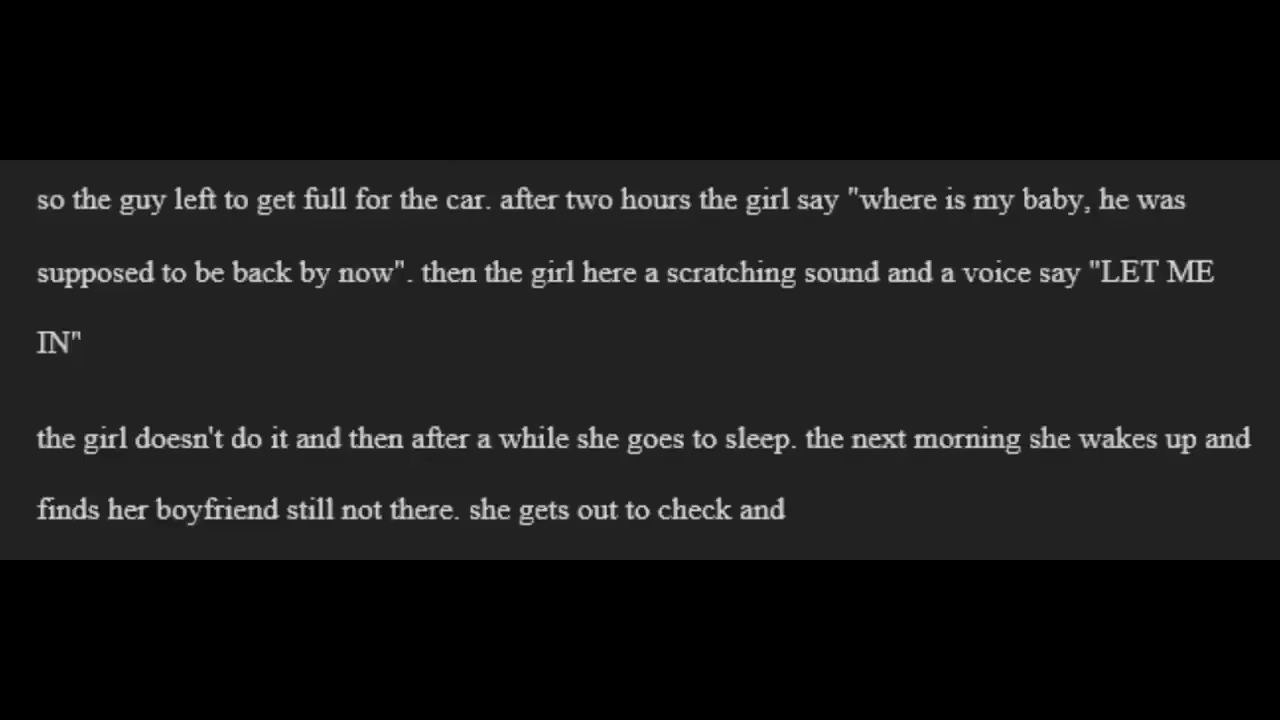 so the guy left to get full for the car. after two hours the girl say "where is my baby, he was
supposed to be back by now". then the girl here a scratching sound and a voice say "LET ME
IN"
the girl doesn't do it and then after a while she goes to sleep. the next morning she wakes up and
finds her boyfriend still not there. she gets out to check and